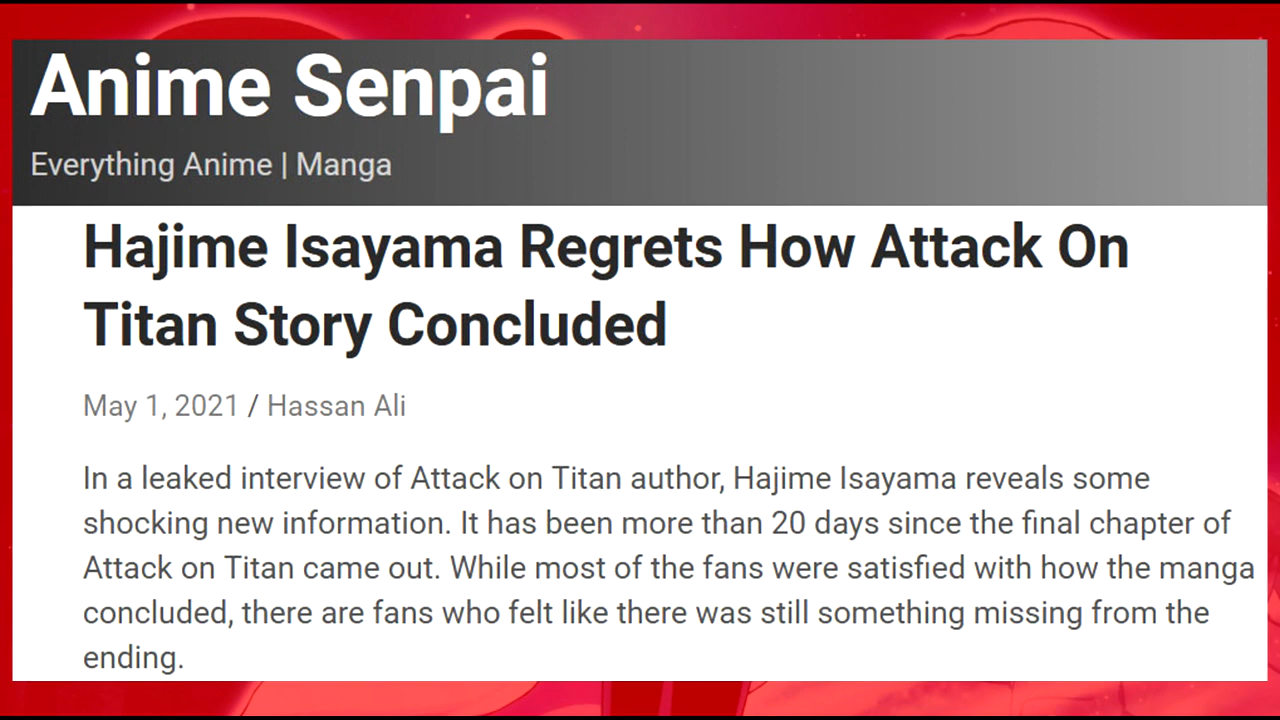 Anime Senpai
Everything Anime | Manga
Hajime Isayama Regrets How Attack On
Titan Story Concluded
May 1, 2021 / Hassan Ali
In a leaked interview of Attack on Titan author, Hajime Isayama reveals some
shocking new information. It has been more than 20 days since the final chapter of
Attack on Titan came out. While most of the fans were satisfied with how the manga
concluded, there are fans who felt like there was still something missing from the
ending.